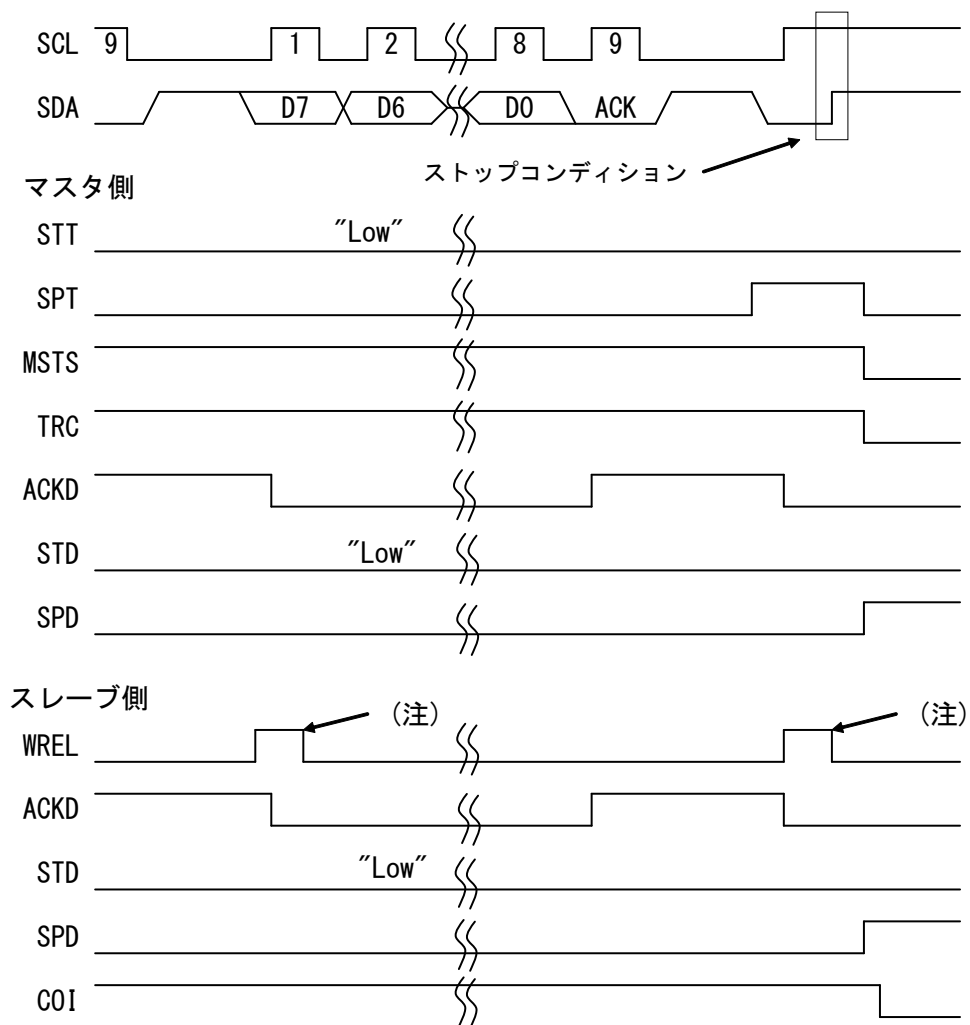 SCL 9 1 2 8 9
SDA D7 D6 D0 ACK
ストップコンディション
マスタ側
STT "Low"
SPT
MSTS
TRC
ACKD
STD "Low"
SPD
スレーブ側
(注) (注)
WREL
ACKD
STD "Low"
SPD
COI